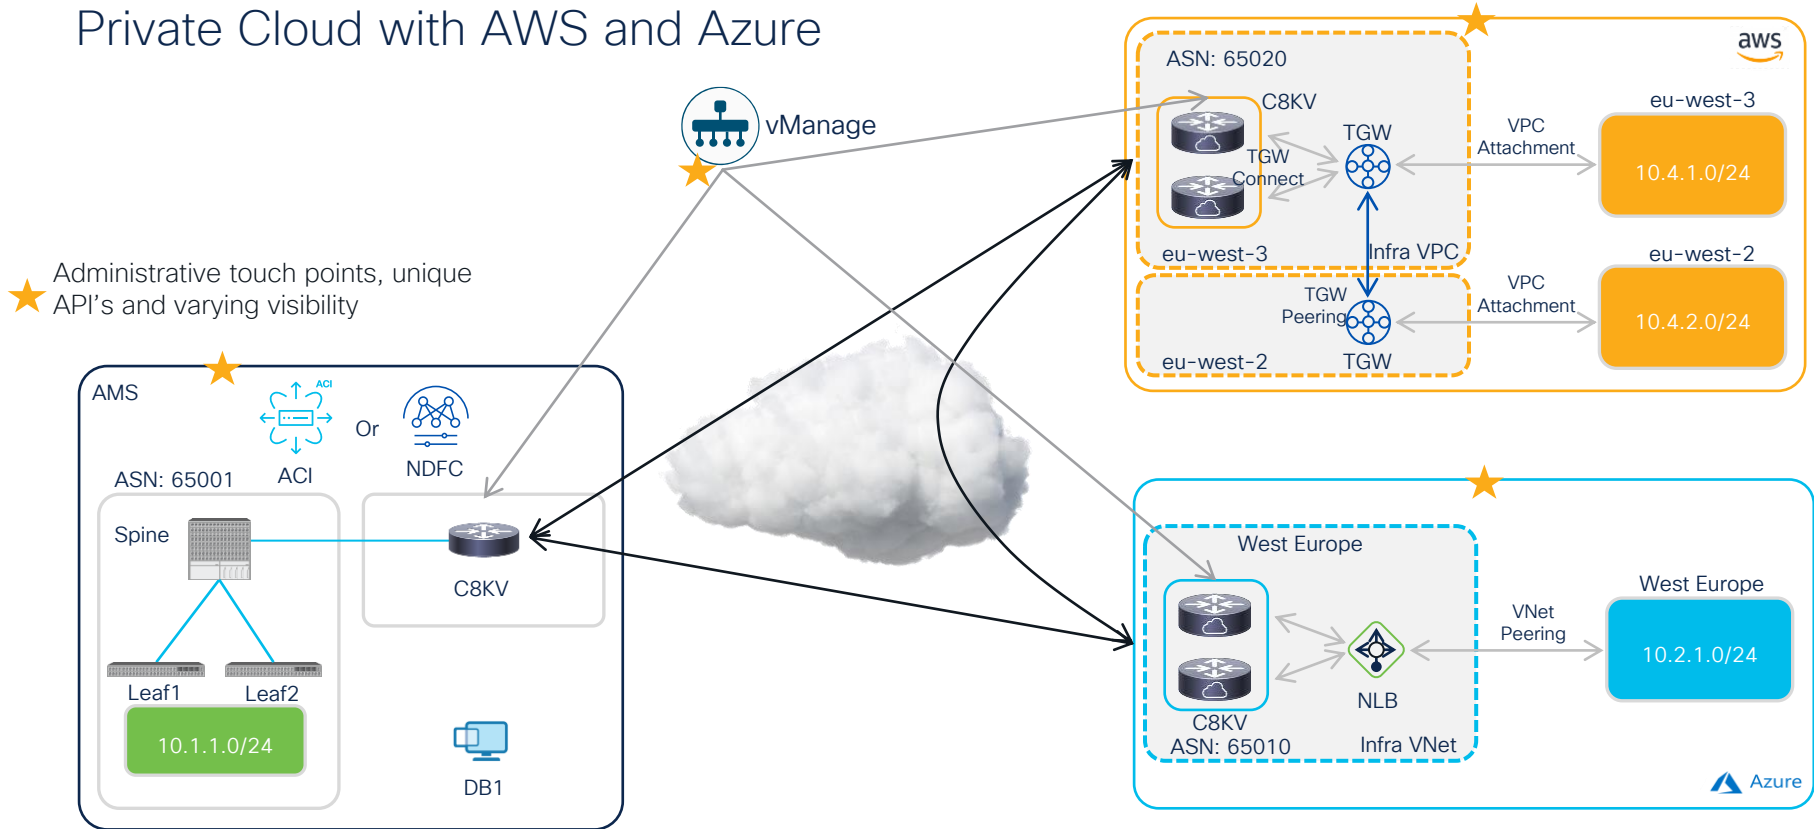 Private Cloud with AWS and Azure
vManage
Administrative touch points, unique
API's and varying visibility
AMS
ACI
Or
ACI
NDFC
ASN: 65001
Spine
C8KV
Leaf1
Leaf2
10.1.1.0/24
DB1
aws
ASN: 65020
C8KV
TGW
TGW
Connect
VPC
Attachment
eu-west-3
10.4.1.0/24
eu-west-3
Infra VPC
eu-west-2
TGW
Peering
VPC
Attachment
10.4.2.0/24
eu-west-2
TGW
West Europe
C8KV
ASN: 65010
NLB
Infra VNet
VNet
Peering
West Europe
10.2.1.0/24
Azure